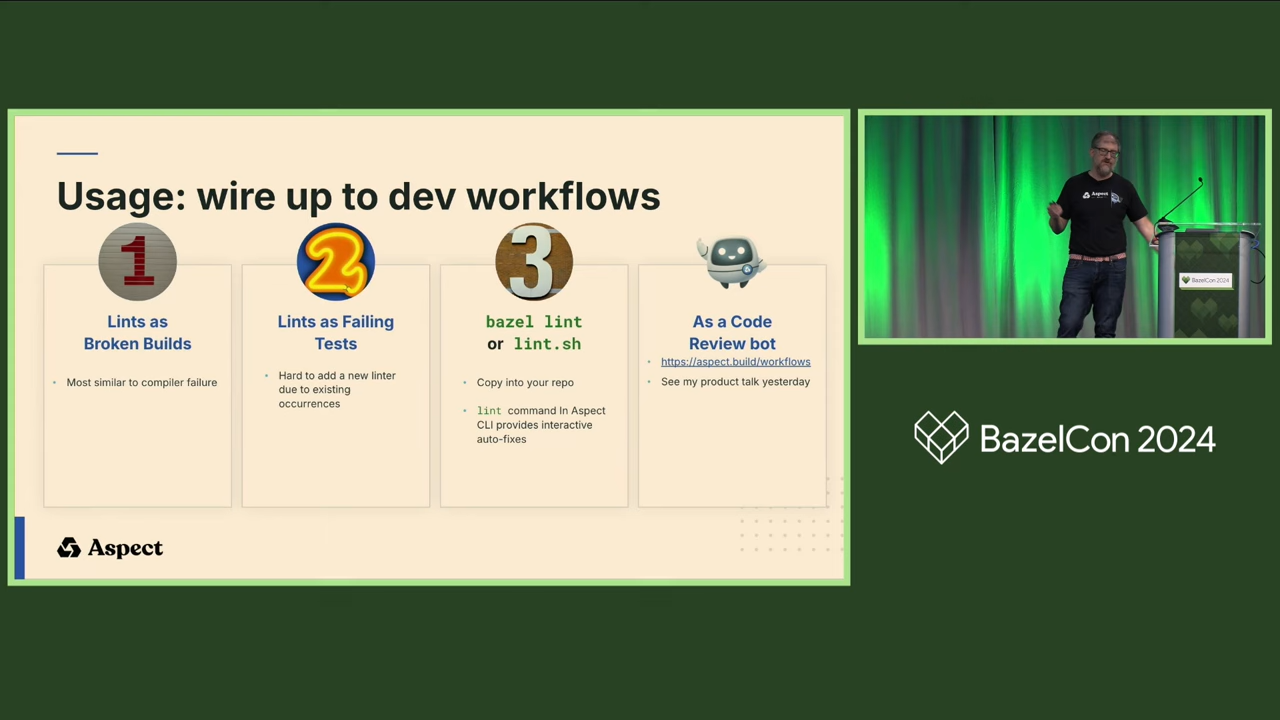 Usage: wire up to dev workflows
1
Lints as
Broken Builds
• Most similar to compiler failure
2
Lints as Failing
Tests
• Hard to add a new linter
due to existing
occurrences
3
bazel lint
or lint.sh
• Copy into your repo
• lint command In Aspect
CLI provides interactive
auto-fixes
As a Code
Review bot
• https://aspect.build/workflows
• See my product talk yesterday
Aspect
Aspect
BazelCon 2024
BazelCon 2024